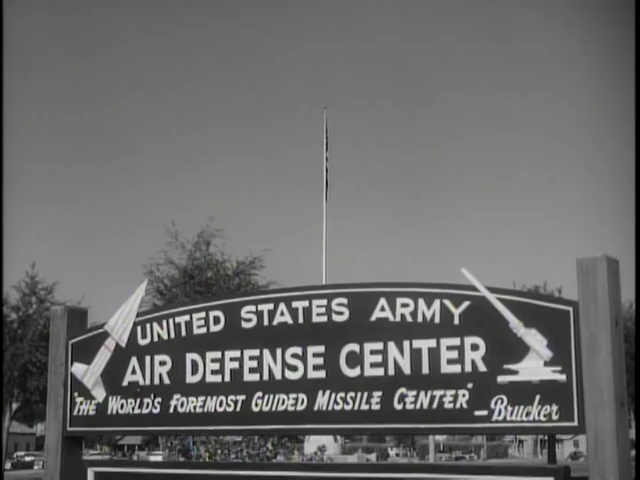 UNITED STATES ARMY
AIR DEFENSE CENTER
"THE WORLD'S FOREMOST GUIDED MISSILE CENTER" -Brucker